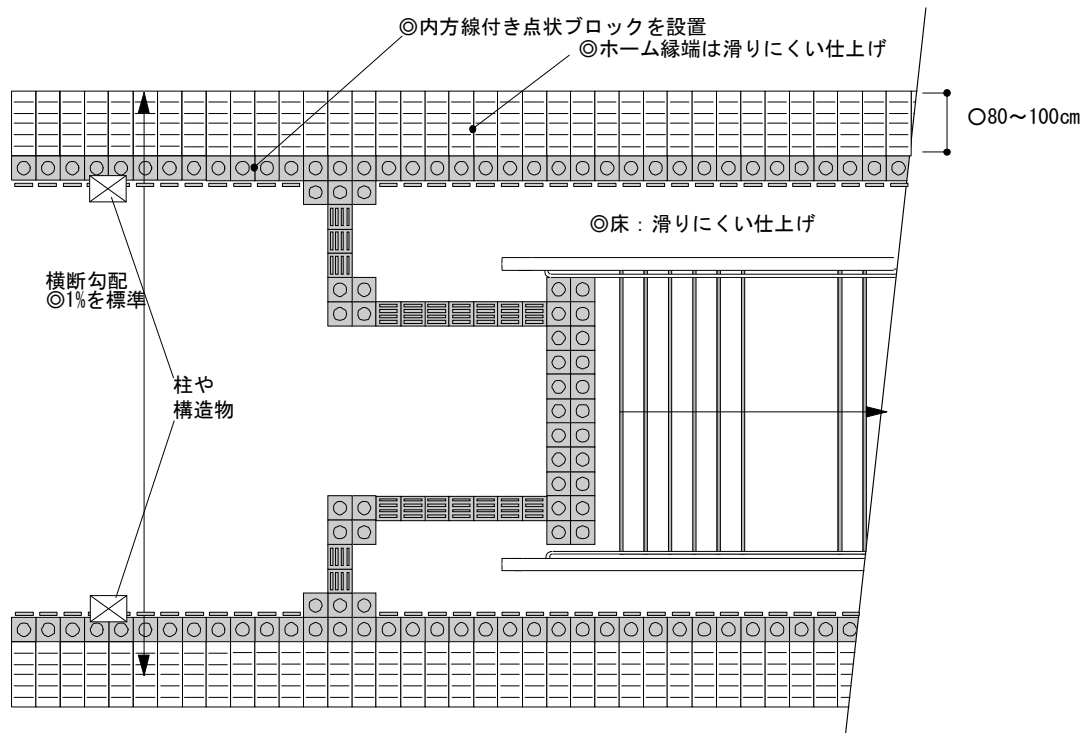 ◎内方線付き点状ブロックを設置
◎ホーム縁端は滑りにくい仕上げ
○80～100cm
◎床：滑りにくい仕上げ
横断勾配
◎1%を標準
柱や
構造物